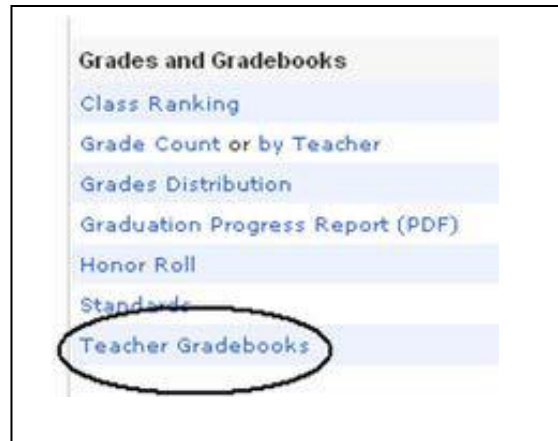 Grades and Gradebooks
Class Ranking
Grade Count or by Teacher
Grades Distribution
Graduation Progress Report (PDF)
Honor Roll
Standards
Teacher Gradebooks